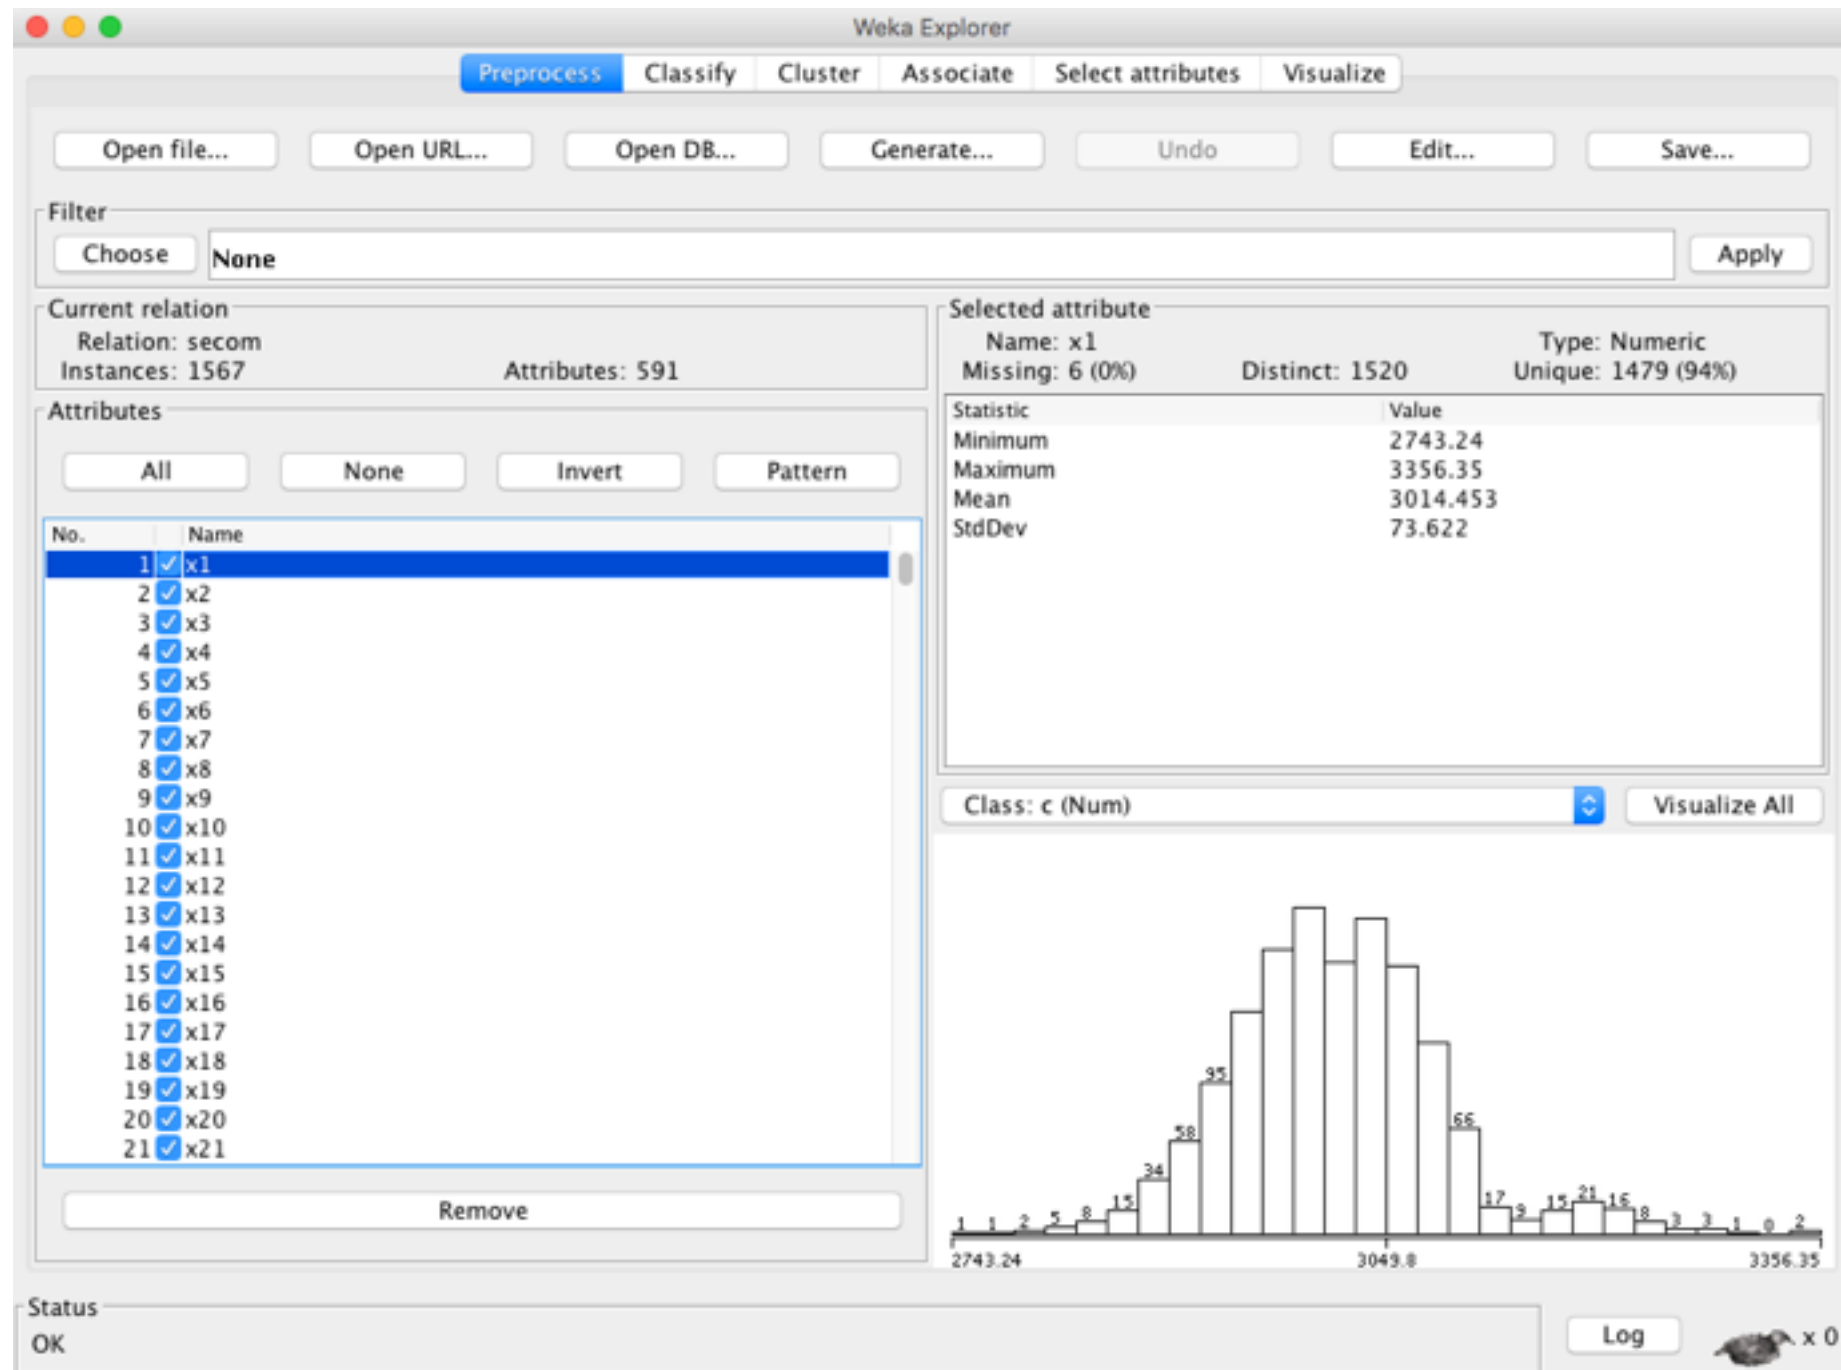 Weka Explorer
Preprocess Classify Cluster Associate Select attributes Visualize
Open file... Open URL... Open DB... Generate... Undo Edit... Save...
Filter
Choose None Apply
Current relation
Relation: secom
Instances: 1567 Attributes: 591
Selected attribute
Name: x1 Type: Numeric
Missing: 6 (0%) Distinct: 1520 Unique: 1479 (94%)
Attributes
All None Invert Pattern
No. Name
1 x1
2 x2
3 x3
4 x4
5 x5
6 x6
7 x7
8 x8
9 x9
10 x10
11 x11
12 x12
13 x13
14 x14
15 x15
16 x16
17 x17
18 x18
19 x19
20 x20
21 x21
Remove
Statistic Value
Minimum 2743.24
Maximum 3356.35
Mean 3014.453
StdDev 73.622
Class: c (Num) Visualize All
1 1 2 5 8 15 34 58 95 66 17 9 15 21 16 8 3 3 1 0 2
2743.24 3049.8 3356.35
Status
OK
Log x 0